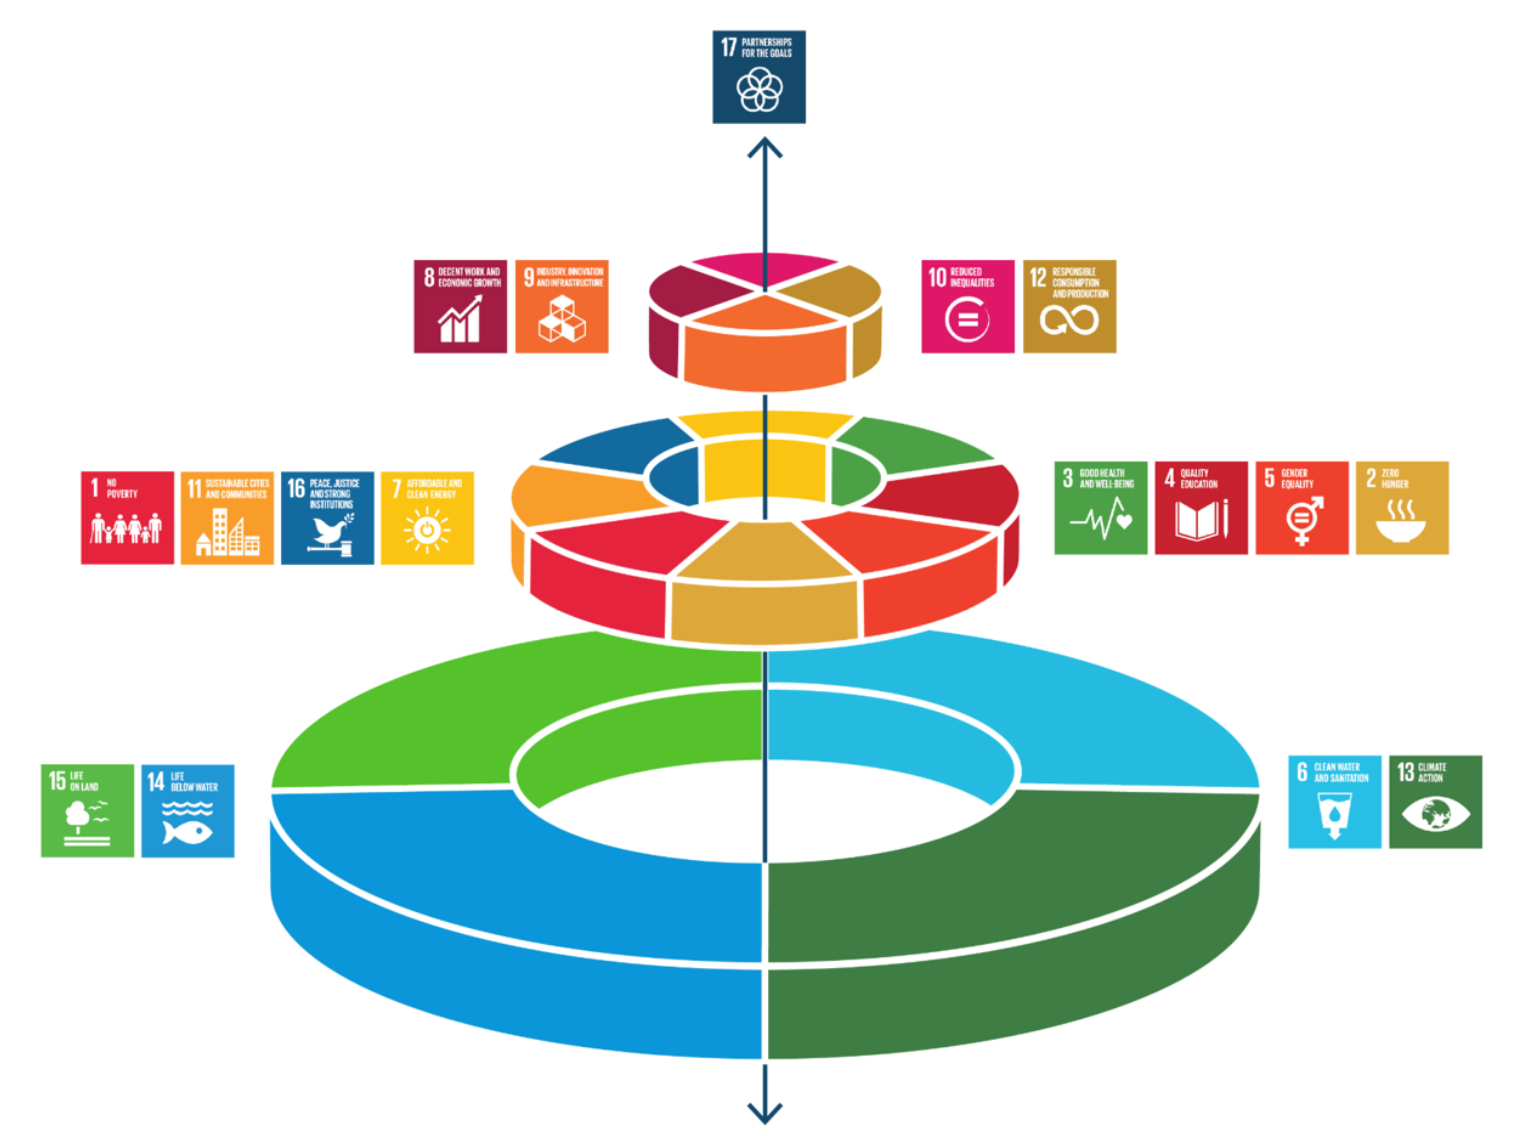 17 PARTNERSHIPS
FOR THE GOALS
8 DECENT WORK AND
ECONOMIC GROWTH
9 INDUSTRY, INNOVATION
AND INFRASTRUCTURE
10 REDUCED
INEQUALITIES
12 RESPONSIBLE
CONSUMPTION
AND PRODUCTION
1 NO
POVERTY
11 SUSTAINABLE CITIES
AND COMMUNITIES
16 PEACE, JUSTICE
AND STRONG
INSTITUTIONS
7 AFFORDABLE AND
CLEAN ENERGY
3 GOOD HEALTH
AND WELL-BEING
4 QUALITY
EDUCATION
5 GENDER
EQUALITY
2 ZERO
HUNGER
15 LIFE
ON LAND
14 LIFE
BELOW WATER
6 CLEAN WATER
AND SANITATION
13 CLIMATE
ACTION